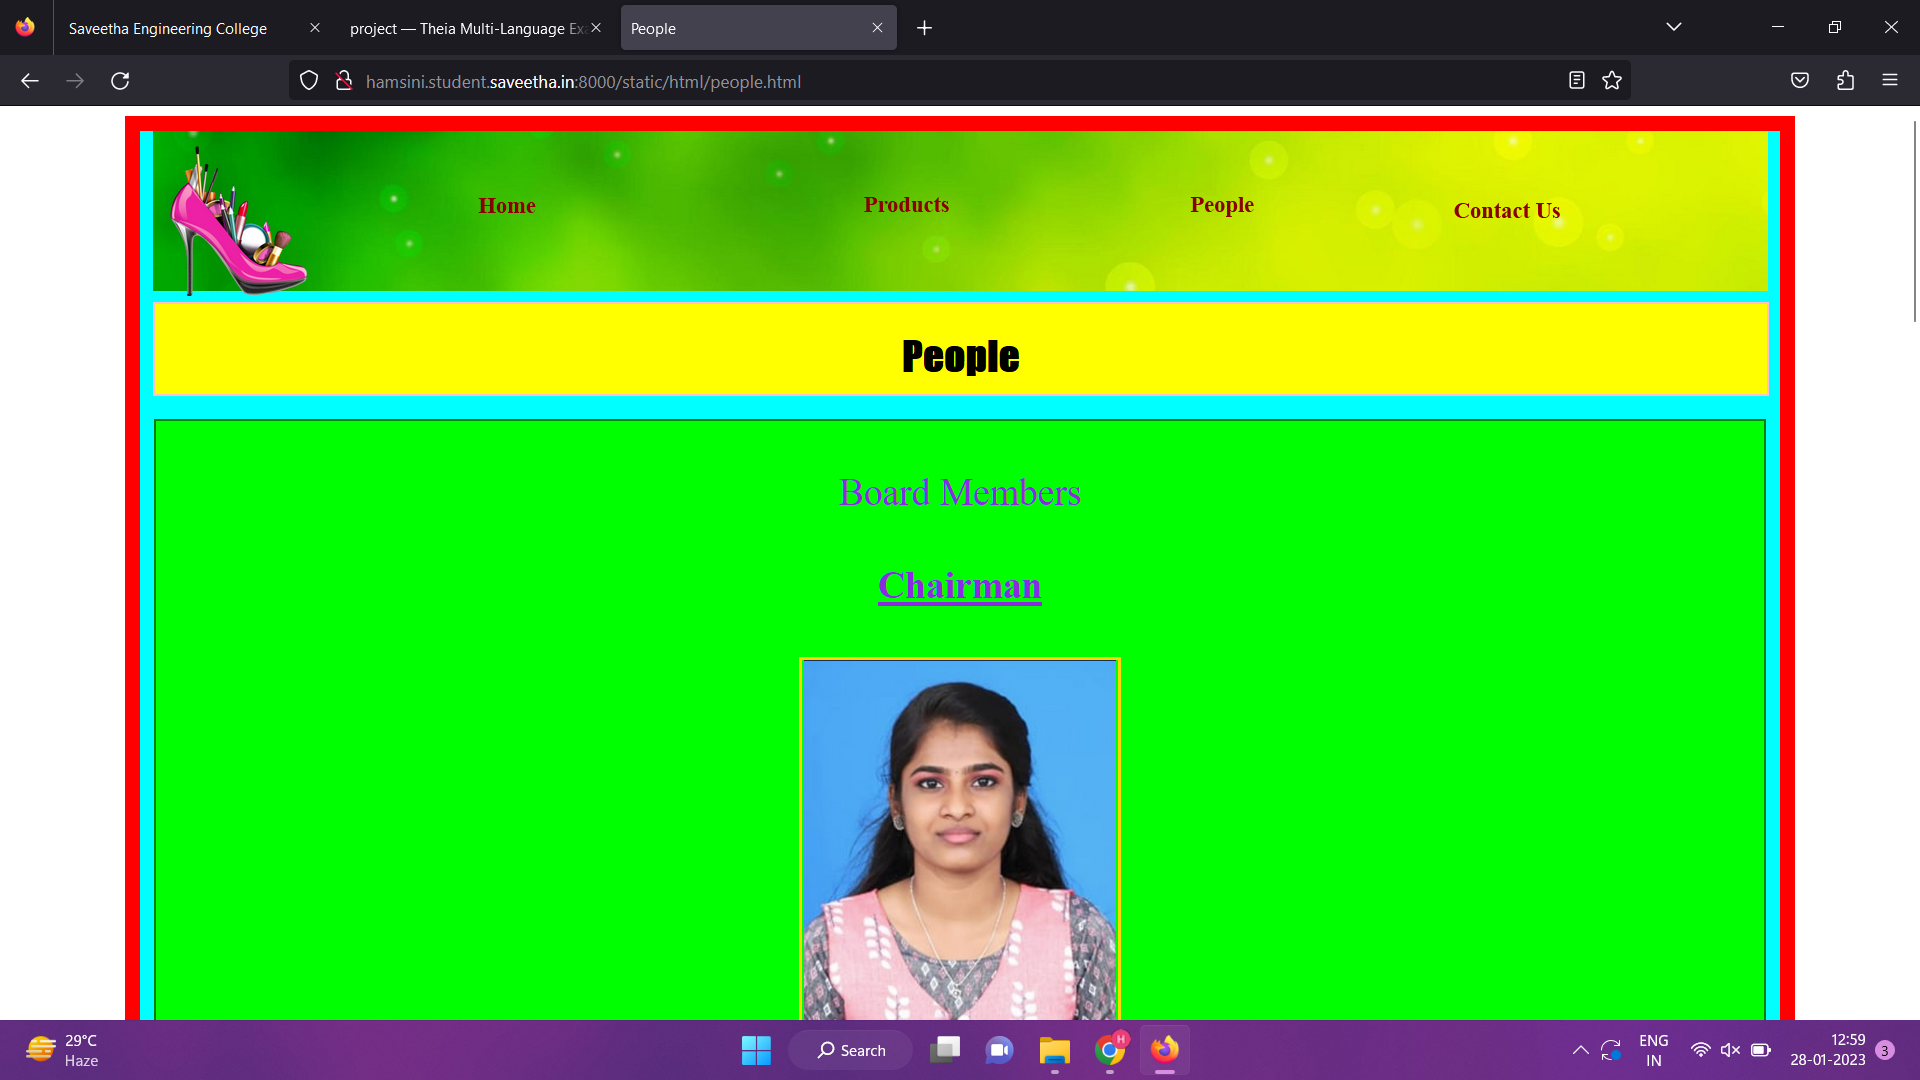 Saveetha Engineering College
project — Theia Multi-Language Ex
People
hamsini.student.saveetha.in:8000/static/html/people.html
Home
Products
People
Contact Us
People
Board Members
Chairman
29°C
Haze
Search
H
ENG
IN
12:59
28-01-2023
3